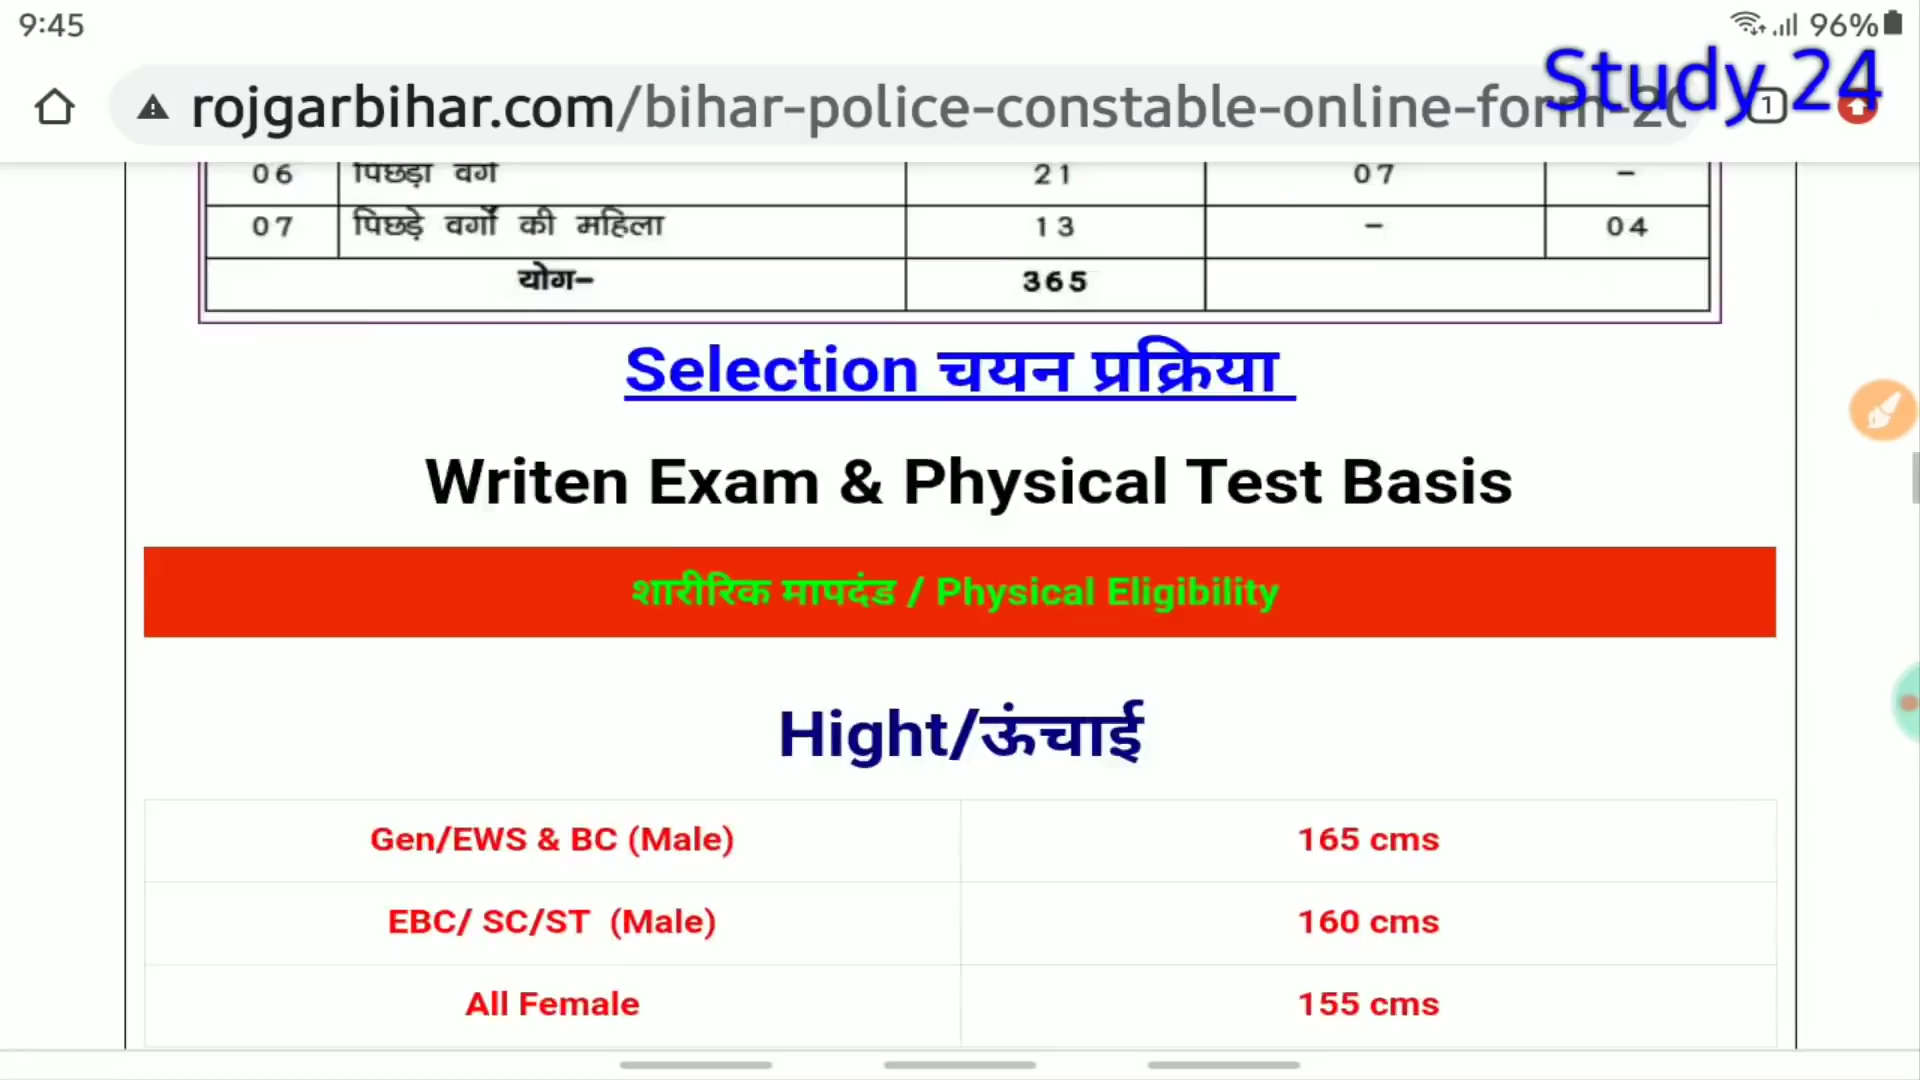 9:45
96%
Study 24
rojgarbihar.com/bihar-police-constable-online-form-20
1
06 पिछड़ा वर्ग 21 07 –
07 पिछड़े वर्गों की महिला 13 – 04
योग– 365
Selection चयन प्रक्रिया
Writen Exam & Physical Test Basis
शारीरिक मापदंड / Physical Eligibility
Hight/ऊंचाई
Gen/EWS & BC (Male) 165 cms
EBC/ SC/ST (Male) 160 cms
All Female 155 cms